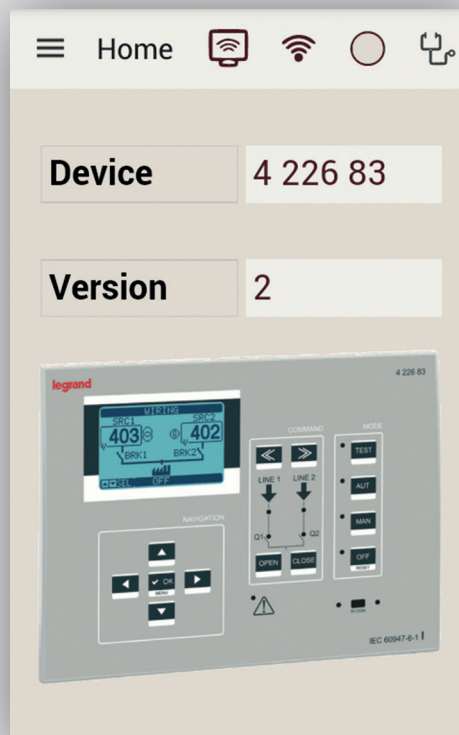 Home
Device
4 226 83
Version
2
legrand
4 226 83
WIRING
SRC1
SRC2
403
402
BRK1
BRK2
SEL
OFF
NAVIGATION
OK
MENU
COMMAND
LINE 1
LINE 2
Q1
Q2
OPEN
CLOSE
MODE
TEST
AUT
MAN
OFF
RESET
IR COM
IEC 60947-6-1